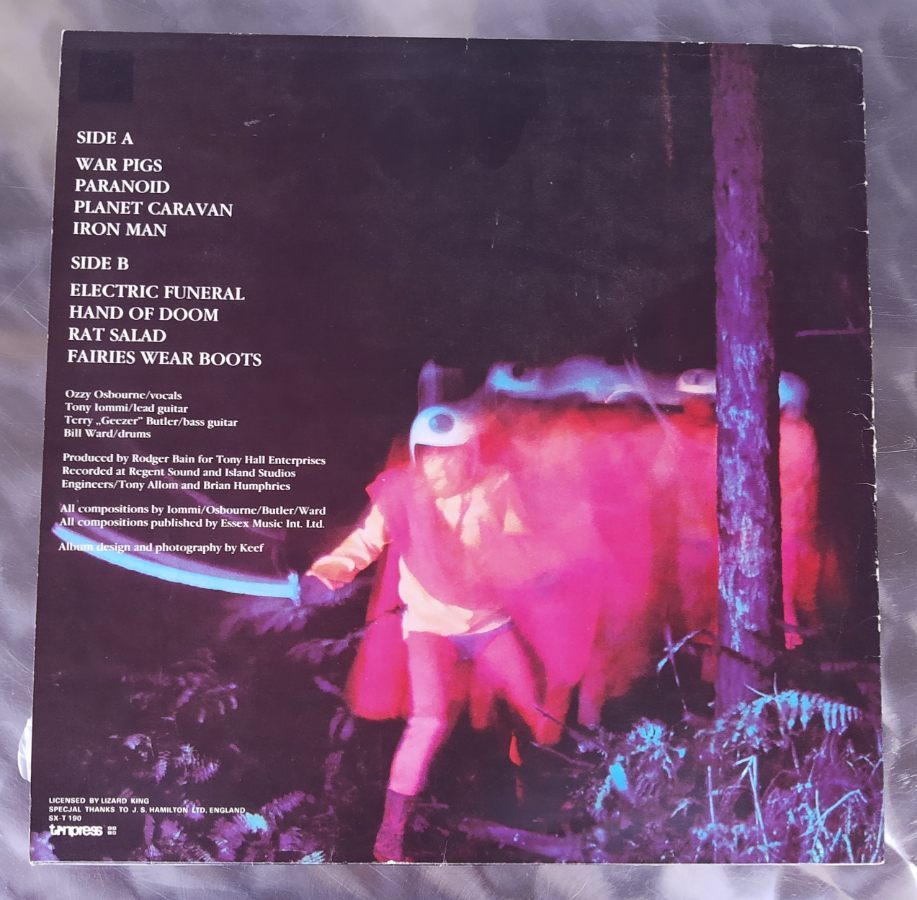 SIDE A
WAR PIGS
PARANOID
PLANET CARAVAN
IRON MAN
SIDE B
ELECTRIC FUNERAL
HAND OF DOOM
RAT SALAD
FAIRIES WEAR BOOTS
Ozzy Osbourne/vocals
Tony Iommi/lead guitar
Terry „Geezer” Butler/bass guitar
Bill Ward/drums
Produced by Rodger Bain for Tony Hall Enterprises
Recorded at Regent Sound and Island Studios
Engineers/Tony Allom and Brian Humphries
All compositions by Iommi/Osbourne/Butler/Ward
All compositions published by Essex Music Int. Ltd.
Album design and photography by Keef
LICENSED BY LIZARD KING
SPECJAL THANKS TO J. S. HAMILTON LTD. ENGLAND
SX-T 190
tonpress